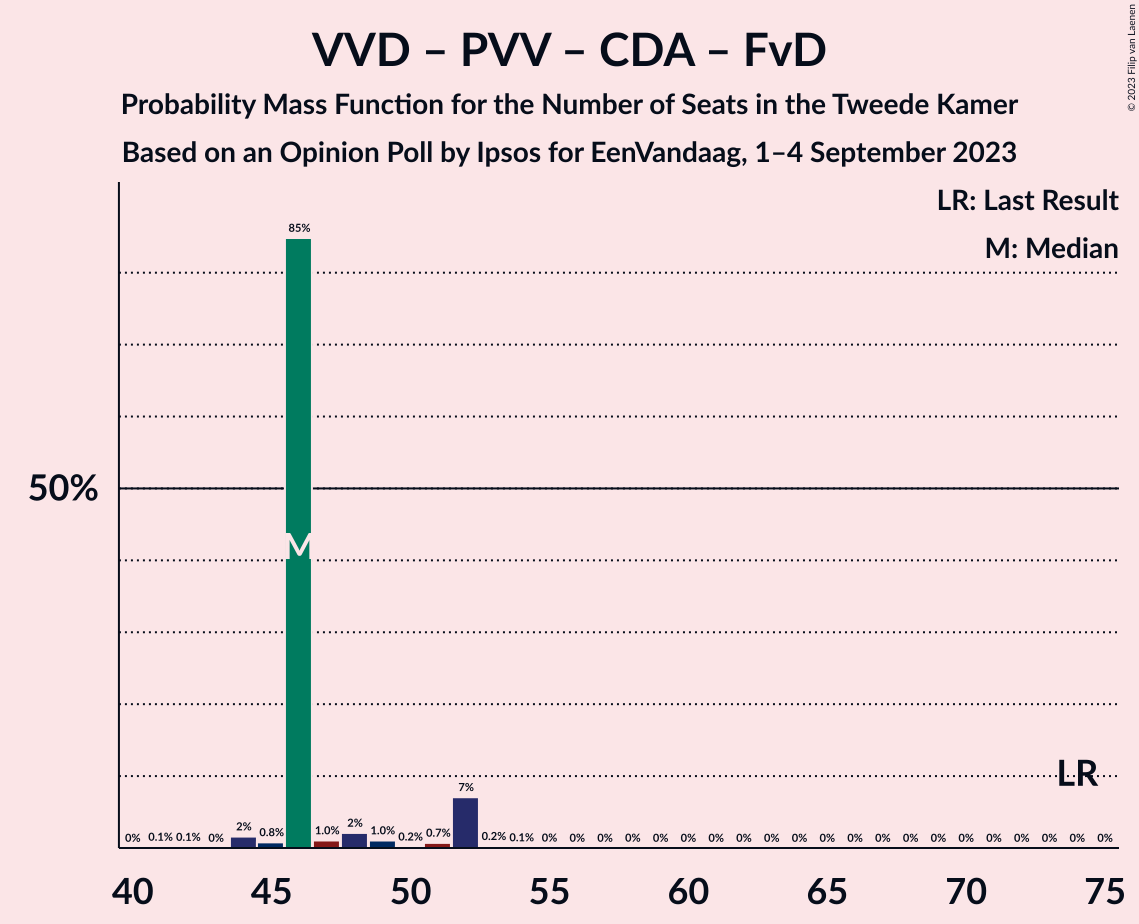 VVD – PVV – CDA – FvD
Probability Mass Function for the Number of Seats in the Tweede Kamer
Based on an Opinion Poll by Ipsos for EenVandaag, 1–4 September 2023
© 2023 Filip van Laenen
LR: Last Result
M: Median
85%
50%
M
LR
0% 0.1% 0.1% 0% 2% 0.8% 1.0% 2% 1.0% 0.2% 0.7% 7% 0.2% 0.1% 0% 0% 0% 0% 0% 0% 0% 0% 0% 0% 0% 0% 0% 0% 0% 0% 0% 0% 0% 0% 0%
40 45 50 55 60 65 70 75